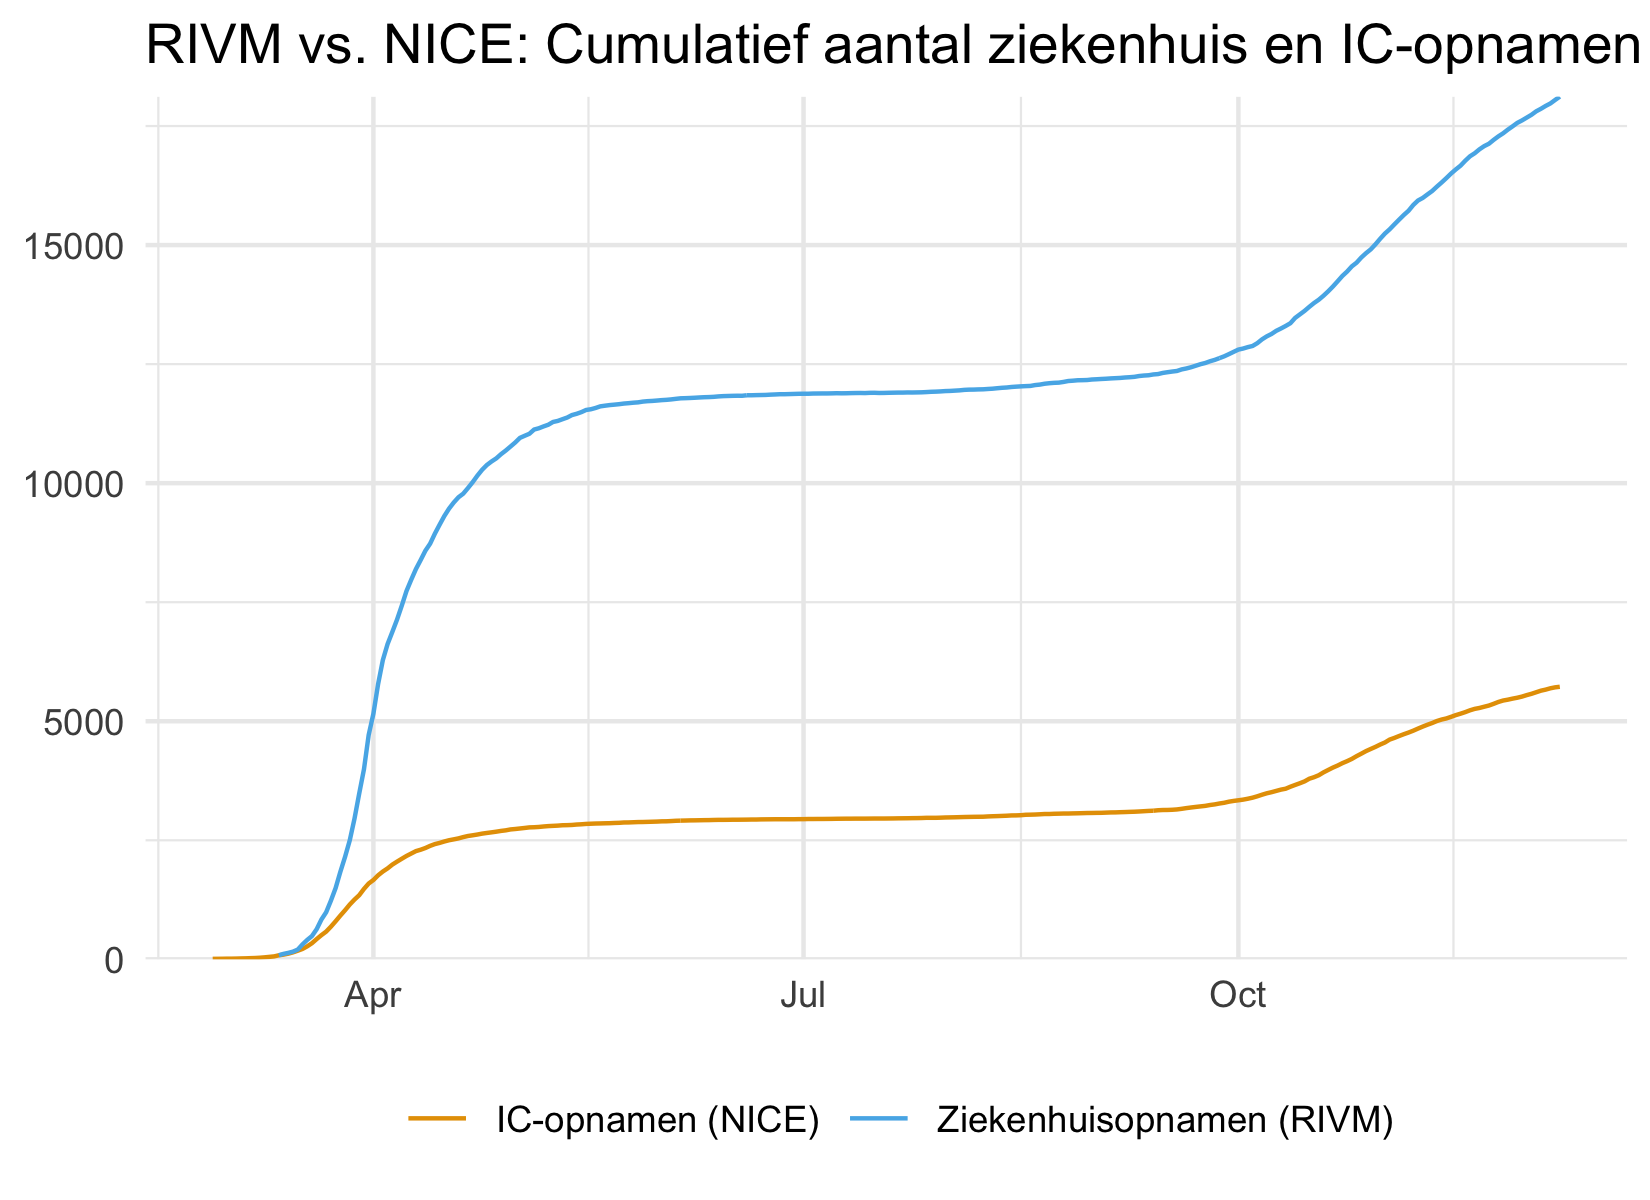 RIVM vs. NICE: Cumulatief aantal ziekenhuis en IC-opnamen
15000
10000
5000
0
Apr Jul Oct
IC-opnamen (NICE) Ziekenhuisopnamen (RIVM)